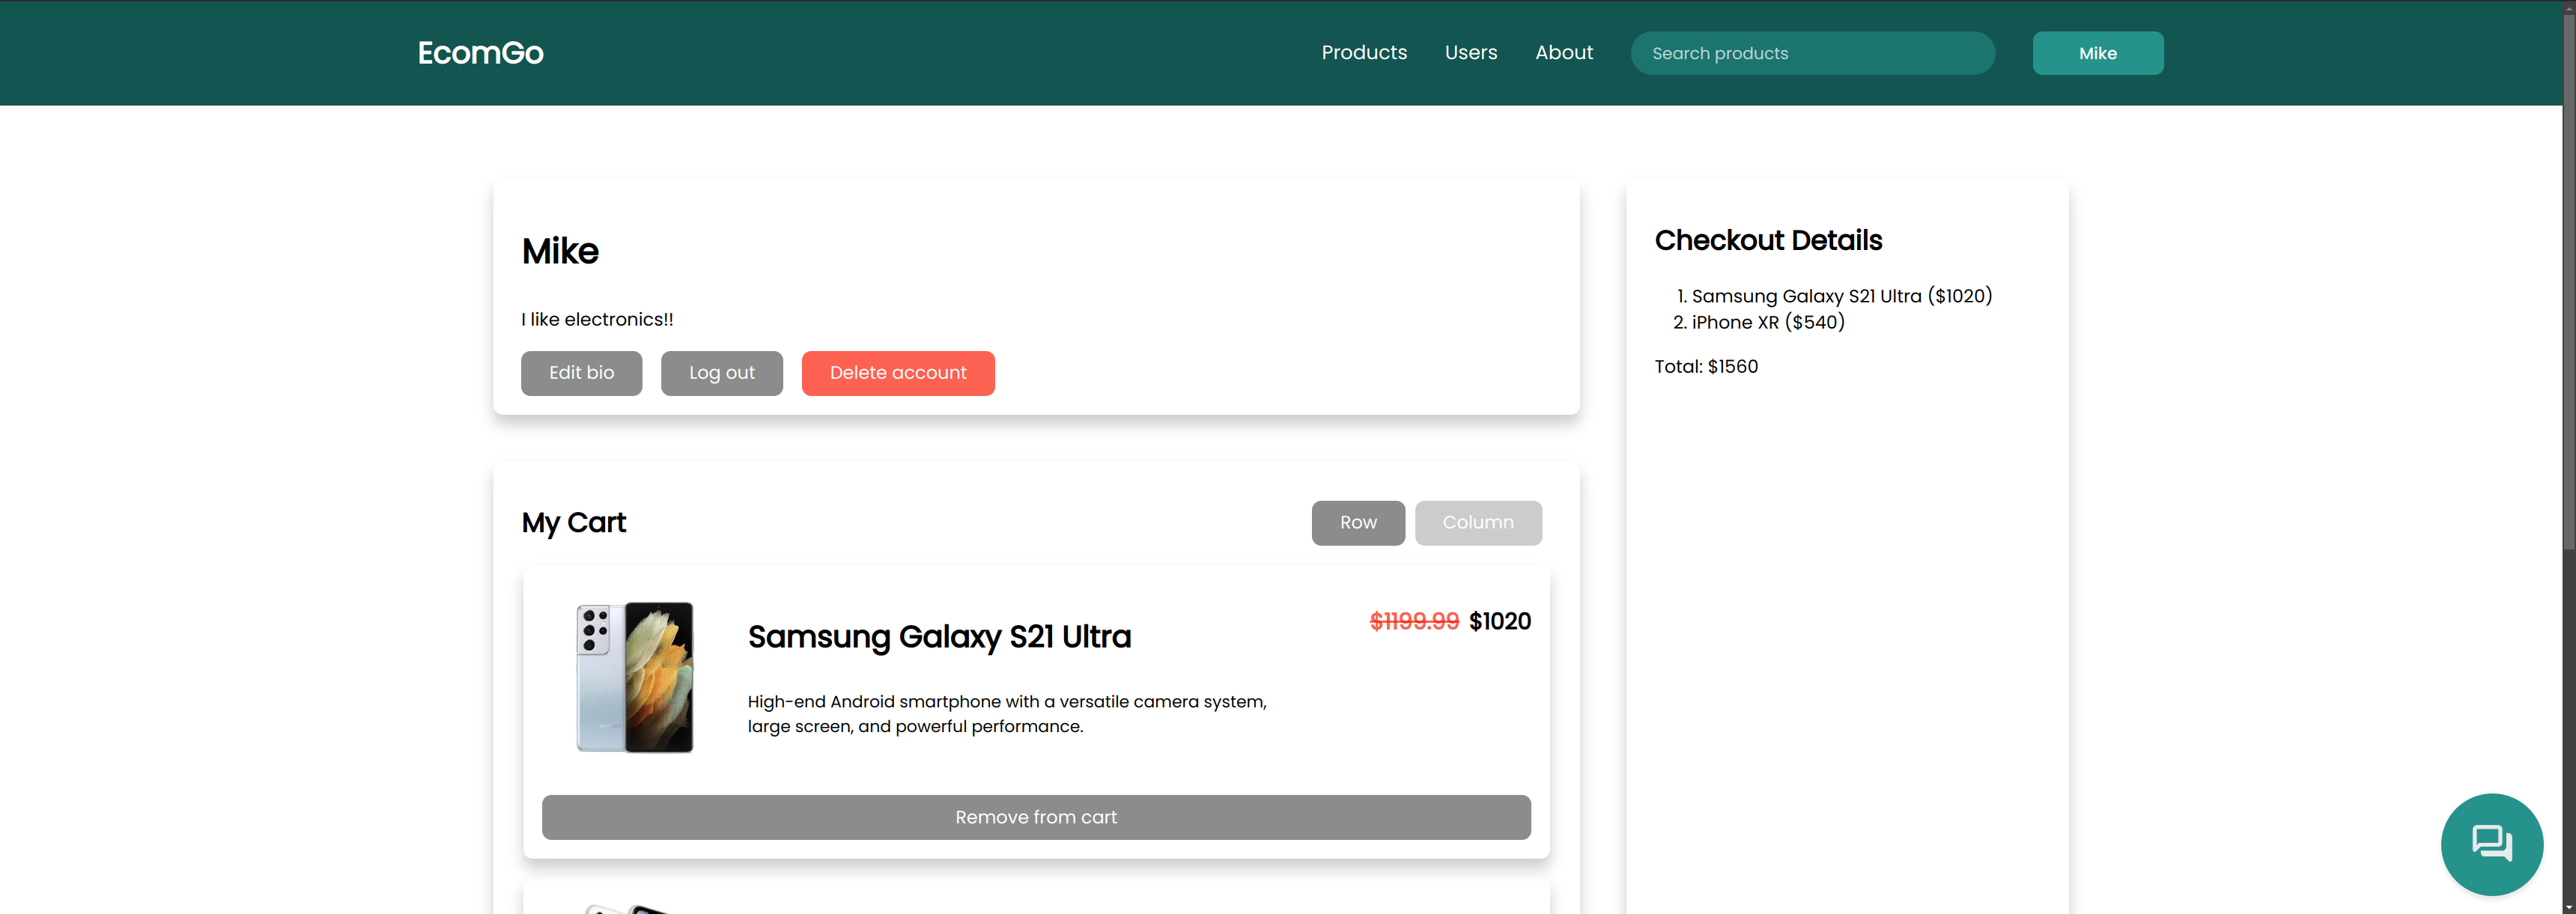 EcomGo
Products
Users
About
Search products
Mike
Mike
I like electronics!!
Edit bio
Log out
Delete account
Checkout Details
1. Samsung Galaxy S21 Ultra ($1020)
2. iPhone XR ($540)
Total: $1560
My Cart
Row
Column
Samsung Galaxy S21 Ultra
$1199.99 $1020
High-end Android smartphone with a versatile camera system,
large screen, and powerful performance.
Remove from cart